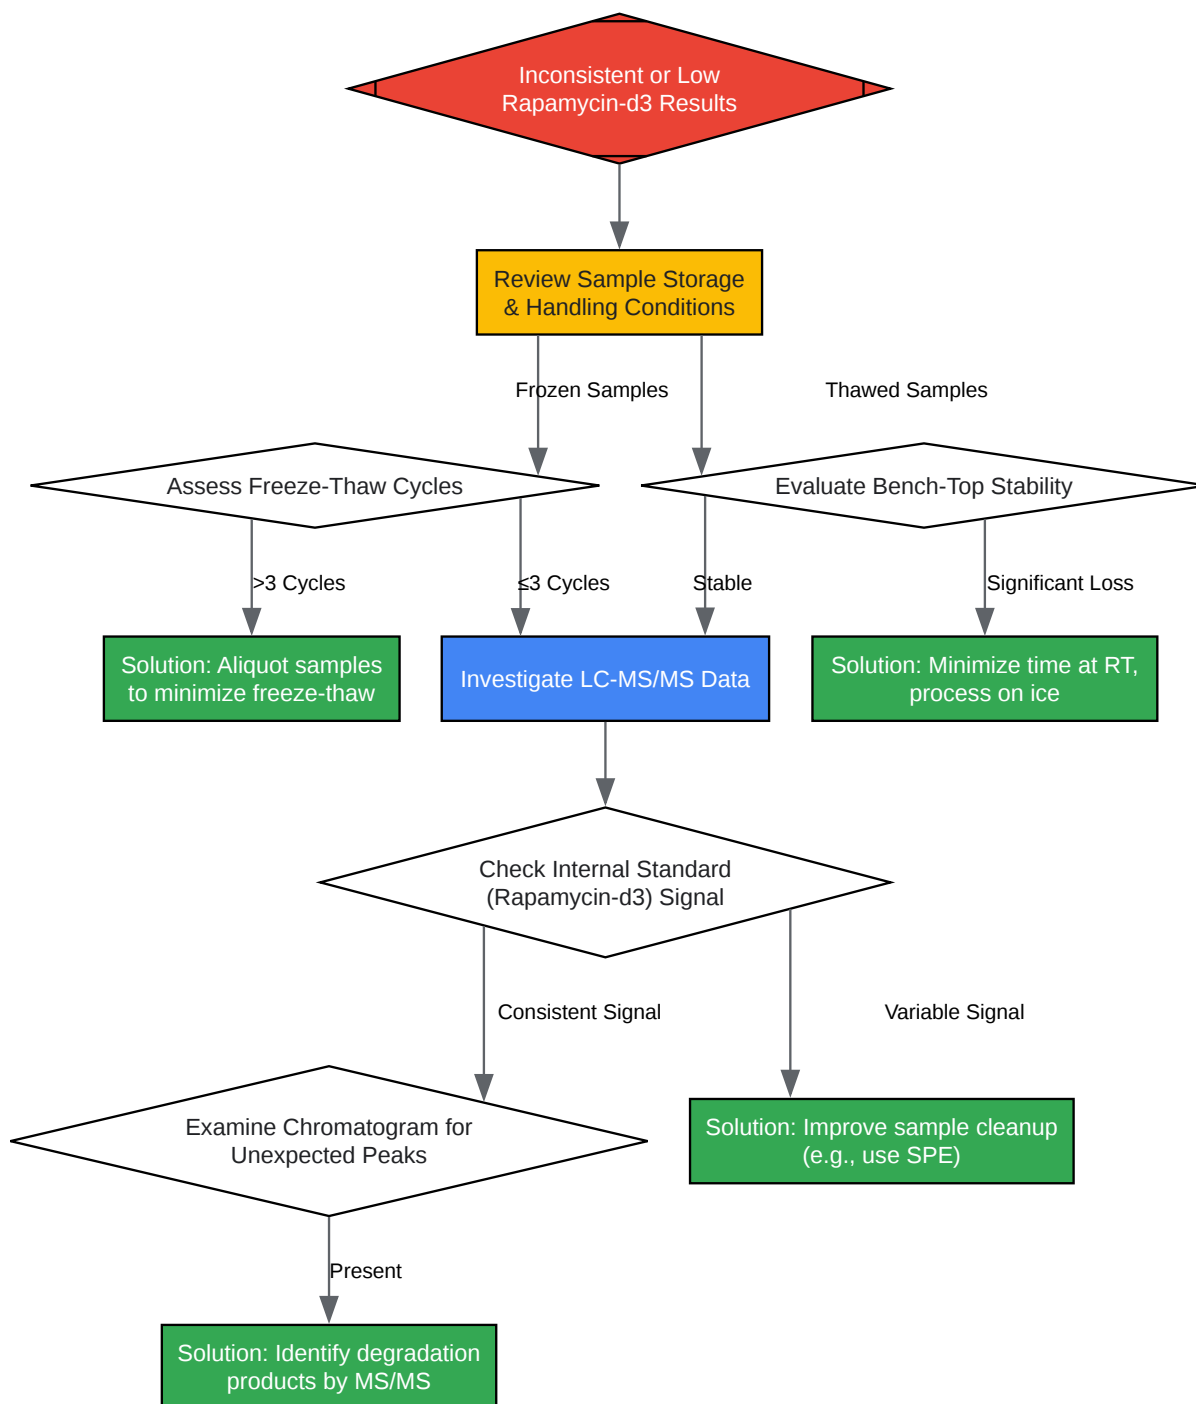 Inconsistent or Low
Rapamycin-d3 Results
Review Sample Storage
& Handling Conditions
Frozen Samples
Thawed Samples
Assess Freeze-Thaw Cycles
Evaluate Bench-Top Stability
>3 Cycles
≤3 Cycles
Stable
Significant Loss
Solution: Aliquot samples
to minimize freeze-thaw
Investigate LC-MS/MS Data
Solution: Minimize time at RT,
process on ice
Check Internal Standard
(Rapamycin-d3) Signal
Consistent Signal
Variable Signal
Examine Chromatogram for
Unexpected Peaks
Solution: Improve sample cleanup
(e.g., use SPE)
Present
Solution: Identify degradation
products by MS/MS